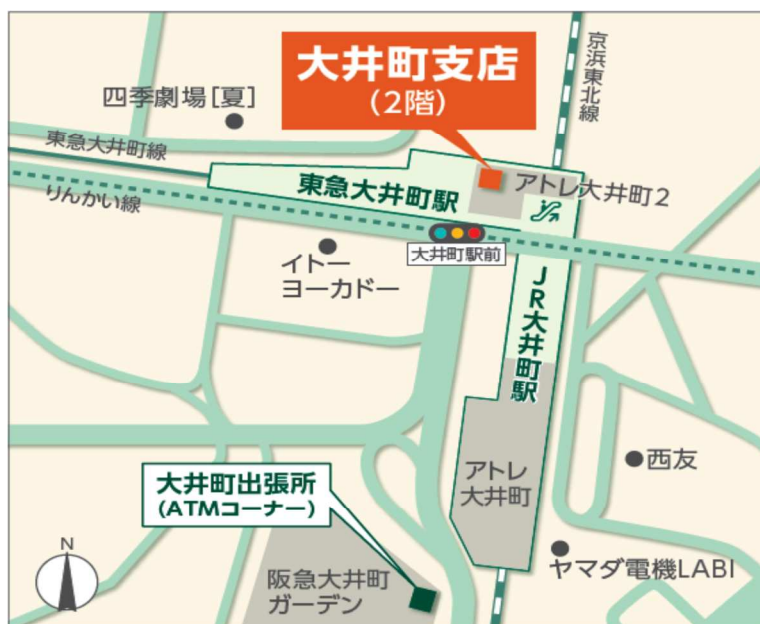 大井町支店
(2階)
京浜東北線
四季劇場[夏]
東急大井町線
りんかい線
東急大井町駅
アトレ大井町2
大井町駅前
イトー
ヨーカドー
JR大井町駅
アトレ
大井町
西友
大井町出張所
(ATMコーナー)
ヤマダ電機LABI
阪急大井町
ガーデン
N